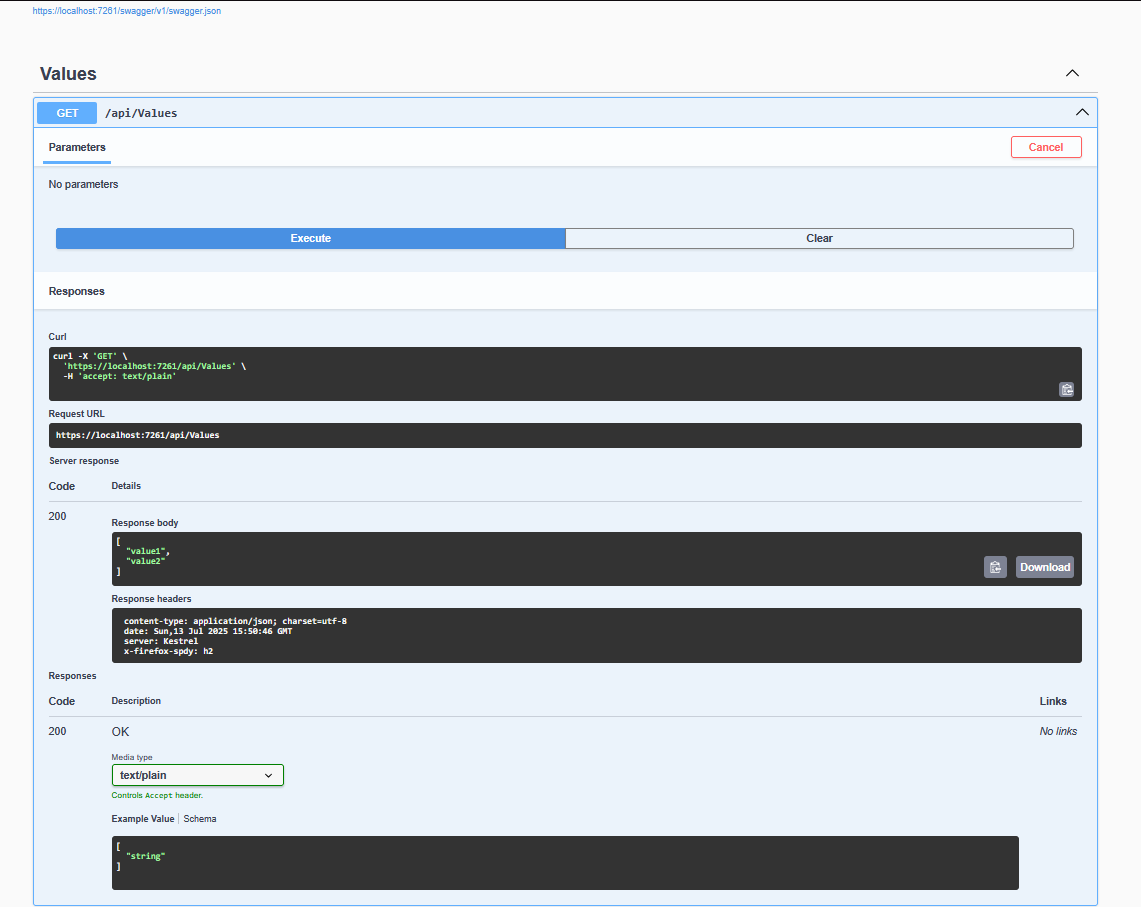 https://localhost:7261/swagger/v1/swagger.json
Values
GET /api/Values
Parameters Cancel
No parameters
Execute Clear
Responses
Curl
curl -X 'GET' \
'https://localhost:7261/api/Values' \
-H 'accept: text/plain'
Request URL
https://localhost:7261/api/Values
Server response
Code Details
200
Response body
[
"value1",
"value2"
]
Download
Response headers
content-type: application/json; charset=utf-8
date: Sun,13 Jul 2025 15:50:46 GMT
server: Kestrel
x-firefox-spdy: h2
Responses
Code Description Links
200 OK No links
Media type
text/plain
Controls Accept header.
Example Value Schema
[
"string"
]